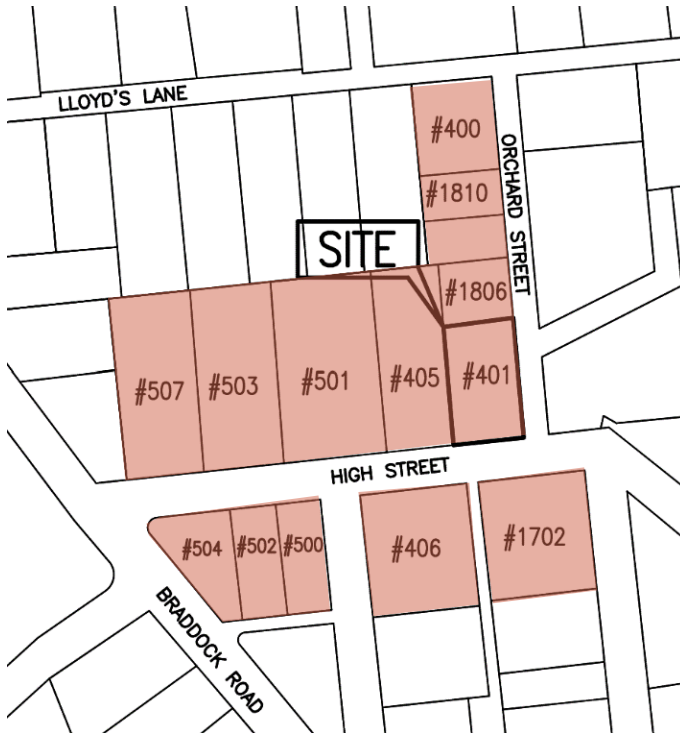 LLOYD'S LANE
#400
ORCHARD STREET
#1810
SITE
#1806
#507
#503
#501
#405
#401
HIGH STREET
#504
#502
#500
#406
#1702
BRADDOCK ROAD